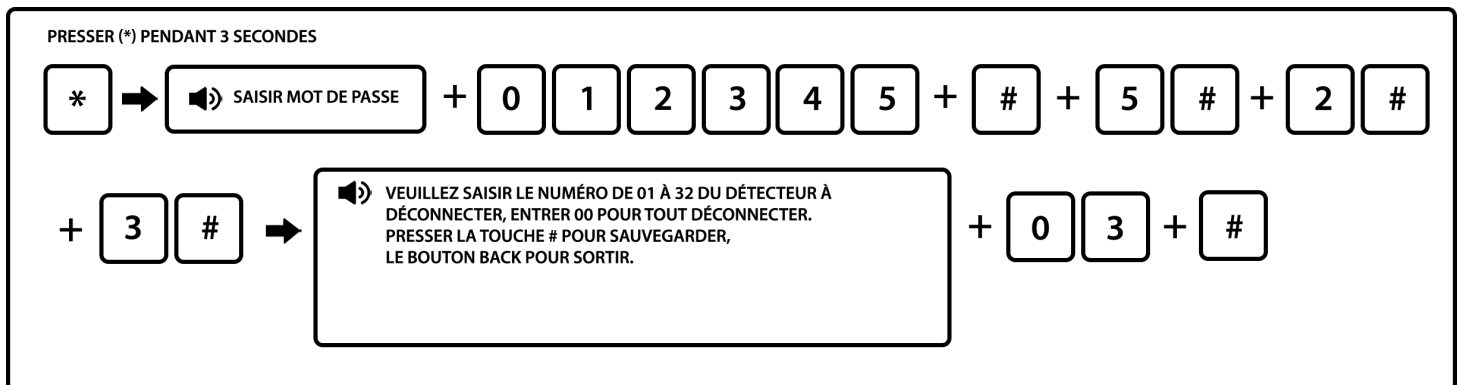 PRESSER (*) PENDANT 3 SECONDES
* SAISIR MOT DE PASSE + 0 1 2 3 4 5 + # + 5 # + 2 #
+ 3 #
VEUILLEZ SAISIR LE NUMÉRO DE 01 À 32 DU DÉTECTEUR À
DÉCONNECTER, ENTRER 00 POUR TOUT DÉCONNECTER.
PRESSER LA TOUCHE # POUR SAUVEGARDER,
LE BOUTON BACK POUR SORTIR.
+ 0 3 + #